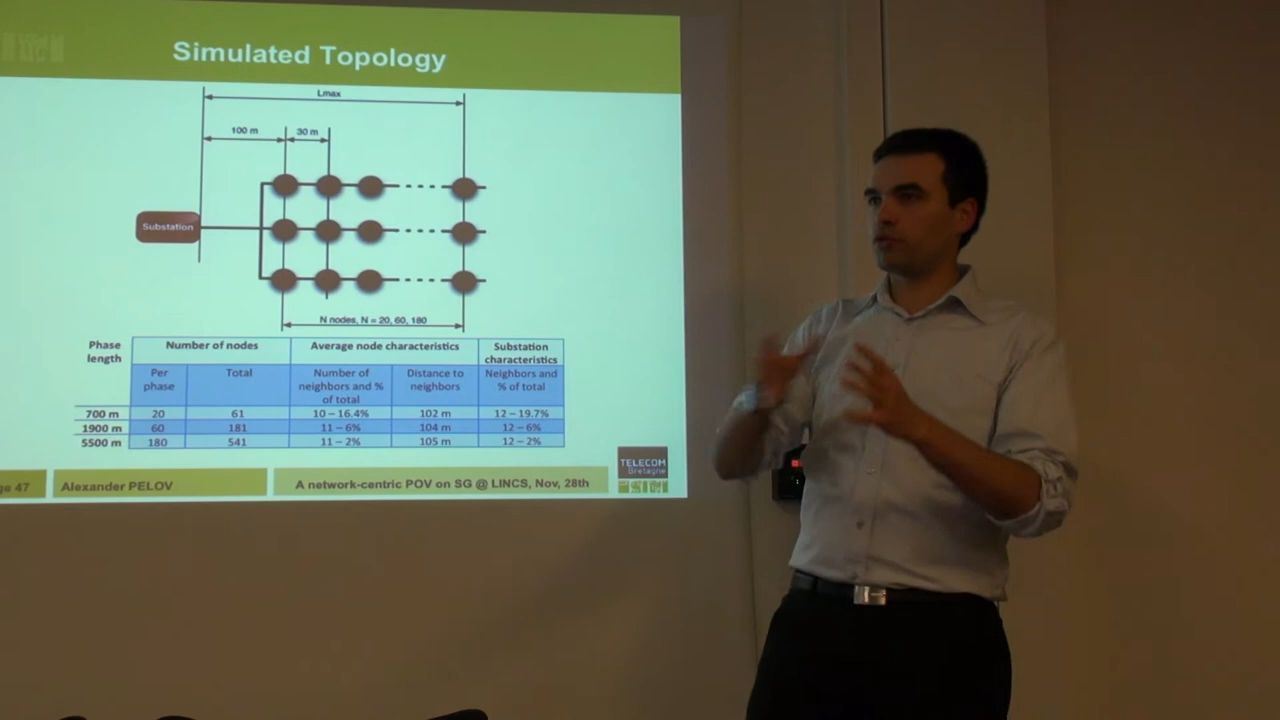 Simulated Topology
Lmax
100 m
30 m
Substation
N nodes, N = 20, 60, 180
Phase length
Number of nodes
Average node characteristics
Substation characteristics
Per phase
Total
Number of neighbors and % of total
Distance to neighbors
Neighbors and % of total
700 m 20 61 10 – 16.4% 102 m 12 – 19.7%
1900 m 60 181 11 – 6% 104 m 12 – 6%
5500 m 180 541 11 – 2% 105 m 12 – 2%
TELECOM
Bretagne
47
Alexander PELOV
A network-centric POV on SG @ LINCS, Nov, 28th